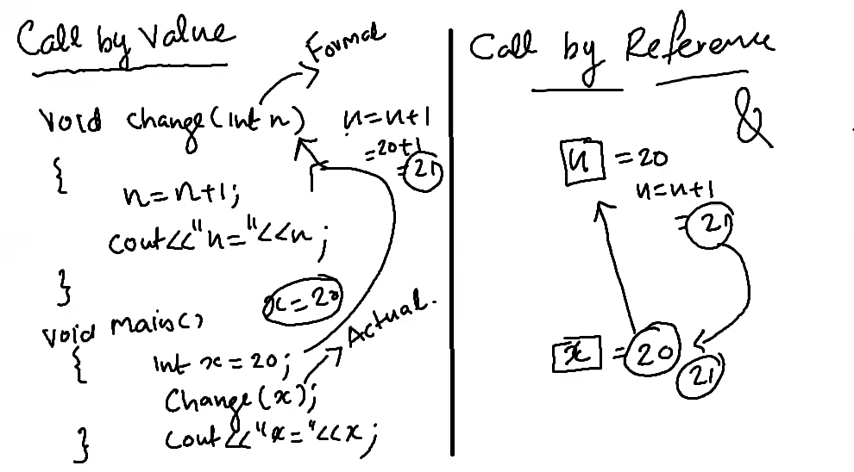 Call by Value
Formal
void change(int n)
n=n+1
=20+1
=21
{
n=n+1;
cout<<"n="<<n;
}
x=20
Actual.
void main()
{
int x=20;
Change(x);
cout<<"x="<<x;
}
Call by Reference
&
n =20
n=n+1
=21
x =20
21